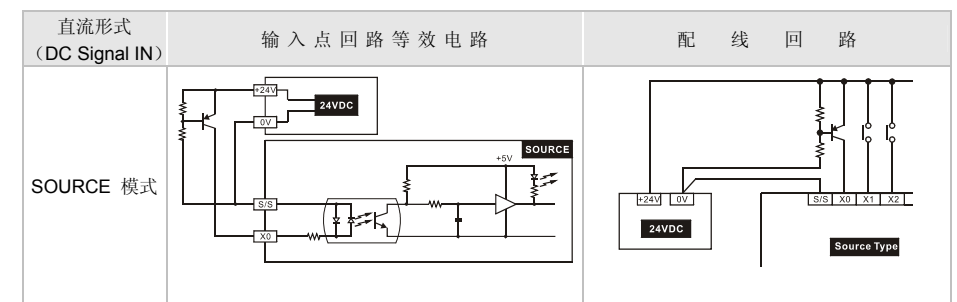 直流形式
（DC Signal IN）
输入点回路等效电路
配线回路
SOURCE 模式
+24V
24VDC
0V
SOURCE
+5V
S/S
X0
+24V
0V
S/S
X0
X1
X2
24VDC
Source Type